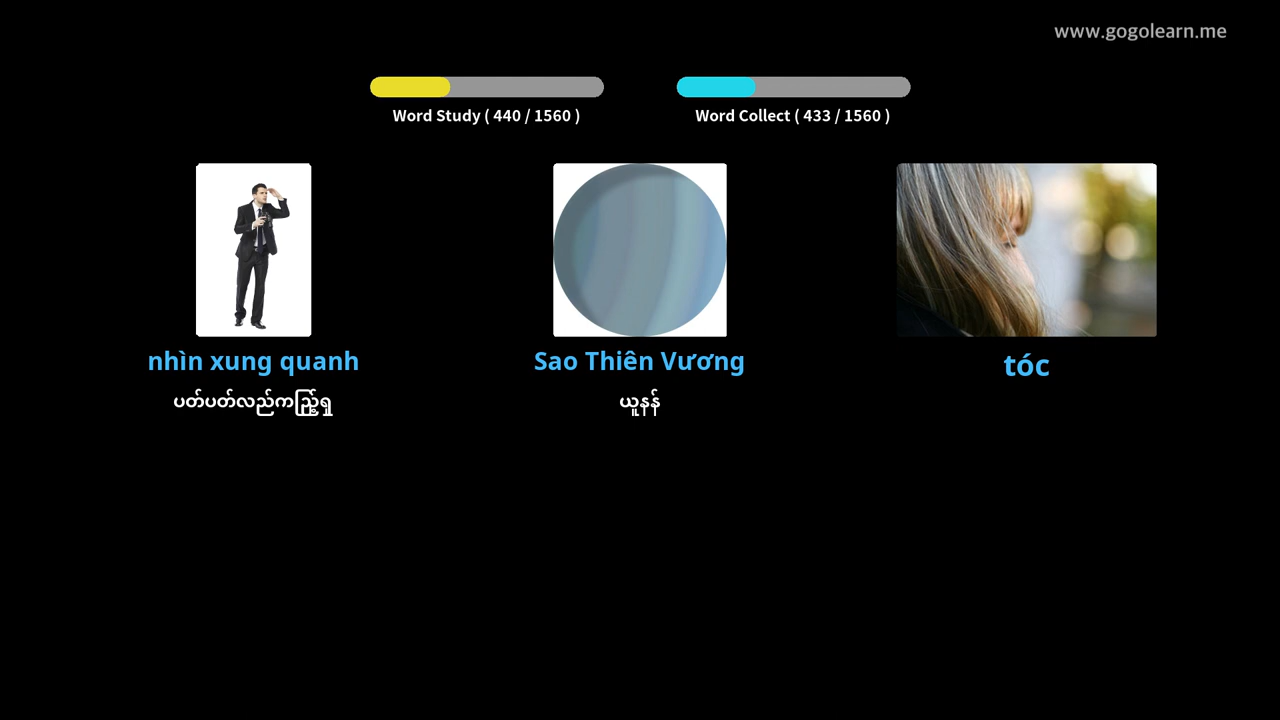 www.gogolearn.me
Word Study ( 440 / 1560 )
Word Collect ( 433 / 1560 )
nhìn xung quanh
ပတ်ပတ်လည်ကြည့်ရှု
Sao Thiên Vương
ယူနန်
tóc